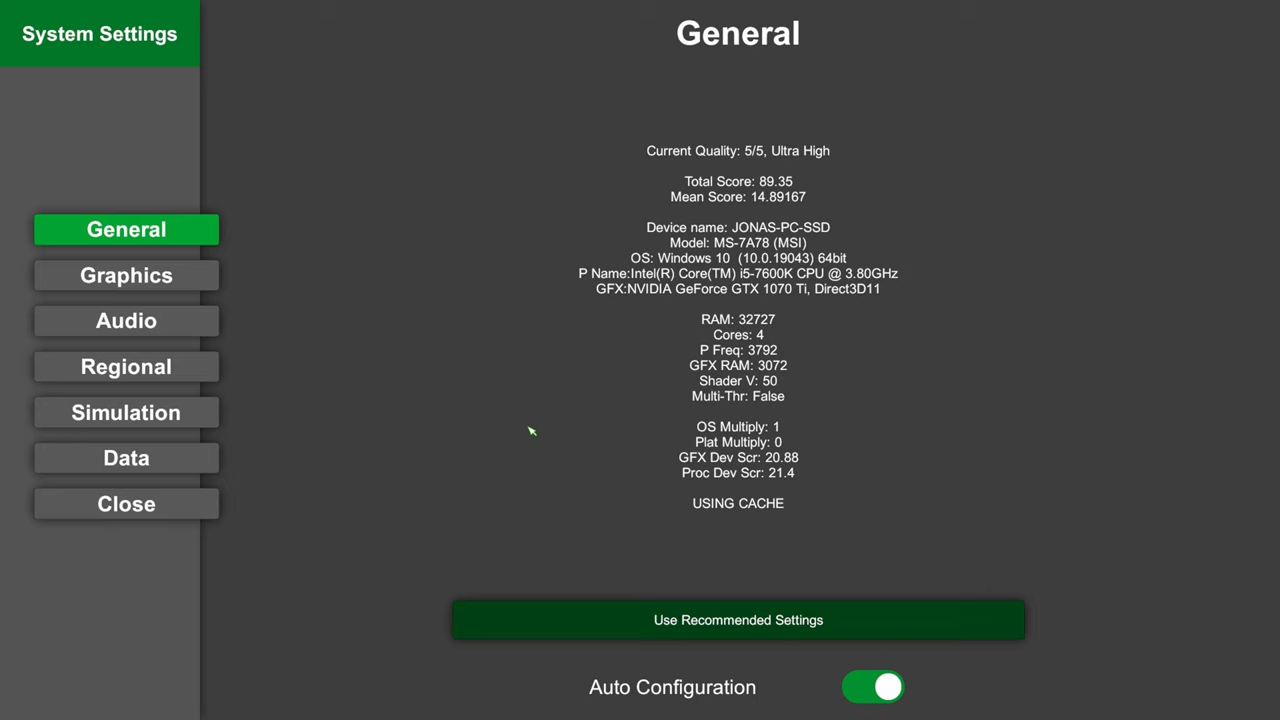 System Settings
General
Graphics
Audio
Regional
Simulation
Data
Close
General
Current Quality: 5/5, Ultra High
Total Score: 89.35
Mean Score: 14.89167
Device name: JONAS-PC-SSD
Model: MS-7A78 (MSI)
OS: Windows 10  (10.0.19043) 64bit
P Name:Intel(R) Core(TM) i5-7600K CPU @ 3.80GHz
GFX:NVIDIA GeForce GTX 1070 Ti, Direct3D11
RAM: 32727
Cores: 4
P Freq: 3792
GFX RAM: 3072
Shader V: 50
Multi-Thr: False
OS Multiply: 1
Plat Multiply: 0
GFX Dev Scr: 20.88
Proc Dev Scr: 21.4
USING CACHE
Use Recommended Settings
Auto Configuration